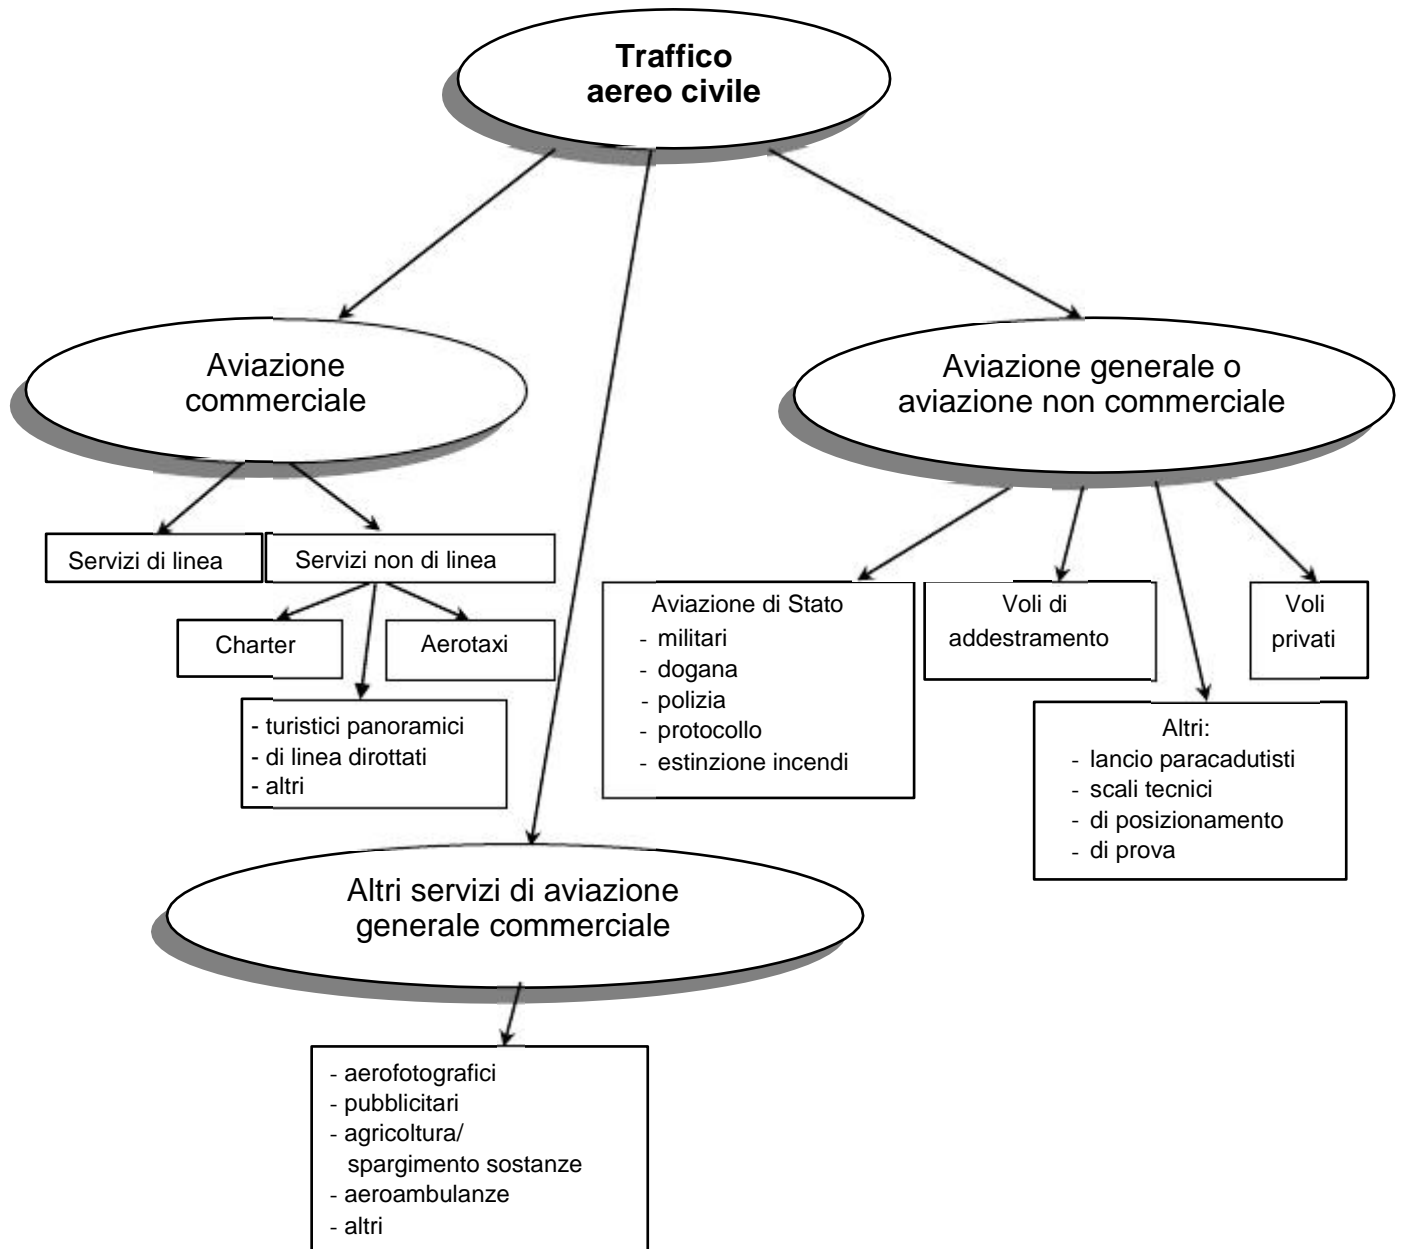 Traffico
aereo civile
Aviazione
commerciale
Aviazione generale o
aviazione non commerciale
Servizi di linea
Servizi non di linea
Charter
Aerotaxi
- turistici panoramici
- di linea dirottati
- altri
Aviazione di Stato
- militari
- dogana
- polizia
- protocollo
- estinzione incendi
Voli di
addestramento
Voli
privati
Altri:
- lancio paracadutisti
- scali tecnici
- di posizionamento
- di prova
Altri servizi di aviazione
generale commerciale
- aerofotografici
- pubblicitari
- agricoltura/
spargimento sostanze
- aeroambulanze
- altri